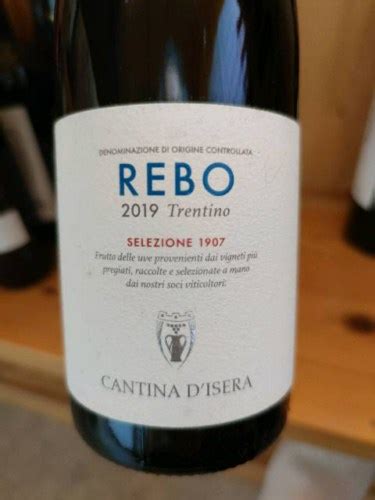 DENOMINAZIONE DI ORIGINE CONTROLLATA
REBO
2019 Trentino
SELEZIONE 1907
Frutto delle uve provenienti dai vigneti più
pregiati, raccolte e selezionate a mano
dai nostri soci viticoltori.
CANTINA D'ISERA